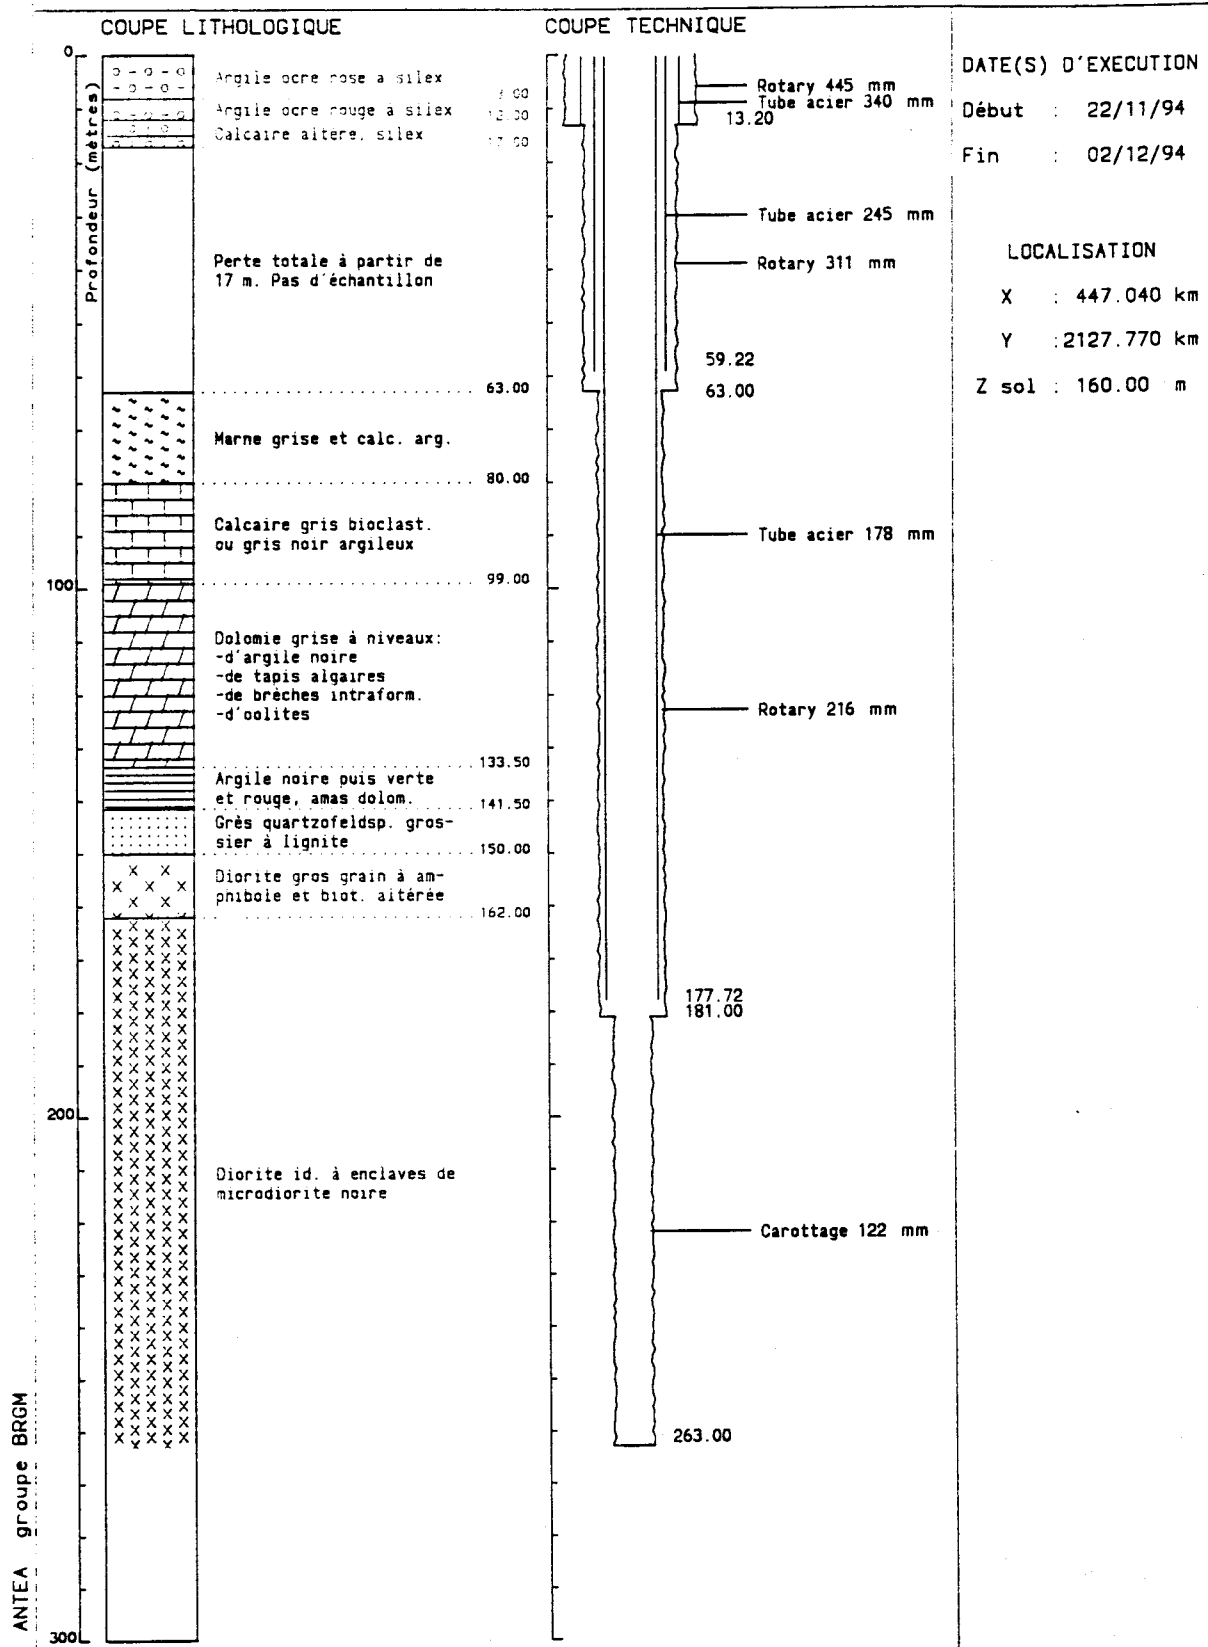 COUPE LITHOLOGIQUE
COUPE TECHNIQUE
Profondeur (mètres)
0
100
200
300
Argile ocre rose à silex
Argile ocre rouge à silex
12.00
Calcaire altéré, silex
17.00
Perte totale à partir de
17 m. Pas d'échantillon
63.00
Marne grise et calc. arg.
80.00
Calcaire gris bioclast.
ou gris noir argileux
99.00
Dolomie grise à niveaux:
-d'argile noire
-de tapis algaires
-de brèches intraform.
-d'oolites
133.50
Argile noire puis verte
et rouge, amas dolom.
141.50
Grès quartzofeldsp. gros-
sier à lignite
150.00
Diorite gros grain à am-
phibole et biot. altérée
162.00
Diorite id. à enclaves de
microdiorite noire
Rotary 445 mm
Tube acier 340 mm
13.20
Tube acier 245 mm
Rotary 311 mm
59.22
63.00
Tube acier 178 mm
Rotary 216 mm
177.72
181.00
Carottage 122 mm
263.00
DATE(S) D'EXECUTION
Début : 22/11/94
Fin : 02/12/94
LOCALISATION
X : 447.040 km
Y :2127.770 km
Z sol : 160.00 m
ANTEA groupe BRGM